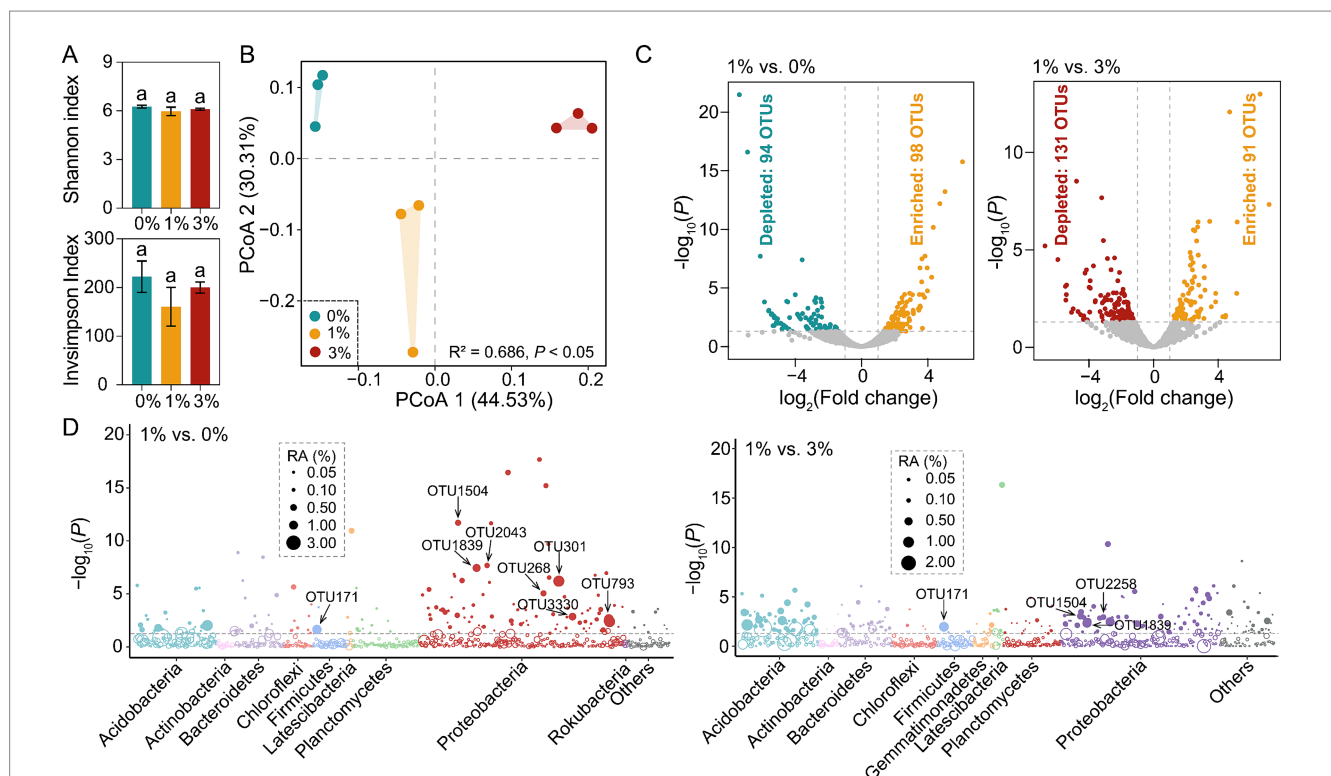 A
Shannon index
9
6
3
0
a a a
0% 1% 3%
Invsimpson Index
300
200
100
0
a a a
0% 1% 3%
B
PCoA 2 (30.31%)
0.1
0.0
−0.1
−0.2
0%
1%
3%
R² = 0.686, P < 0.05
−0.1 0.0 0.1 0.2
PCoA 1 (44.53%)
C
1% vs. 0%
-log10(P)
20
15
10
5
0
Depleted: 94 OTUs
Enriched: 98 OTUs
−4 0 4
log2(Fold change)
1% vs. 3%
-log10(P)
10
5
0
Depleted: 131 OTUs
Enriched: 91 OTUs
−4 0 4
log2(Fold change)
D
1% vs. 0%
−log10(P)
20
15
10
5
0
RA (%)
0.05
0.10
0.50
1.00
3.00
OTU1504
OTU2043
OTU1839
OTU301
OTU268
OTU793
OTU3330
OTU171
Acidobacteria
Actinobacteria
Bacteroidetes
Chloroflexi
Firmicutes
Latescibacteria
Planctomycetes
Proteobacteria
Rokubacteria
Others
1% vs. 3%
−log10(P)
20
15
10
5
0
RA (%)
0.05
0.10
0.50
1.00
2.00
OTU171
OTU2258
OTU1504
OTU1839
Acidobacteria
Actinobacteria
Bacteroidetes
Chloroflexi
Firmicutes
Gemmatimonadetes
Latescibacteria
Planctomycetes
Proteobacteria
Others